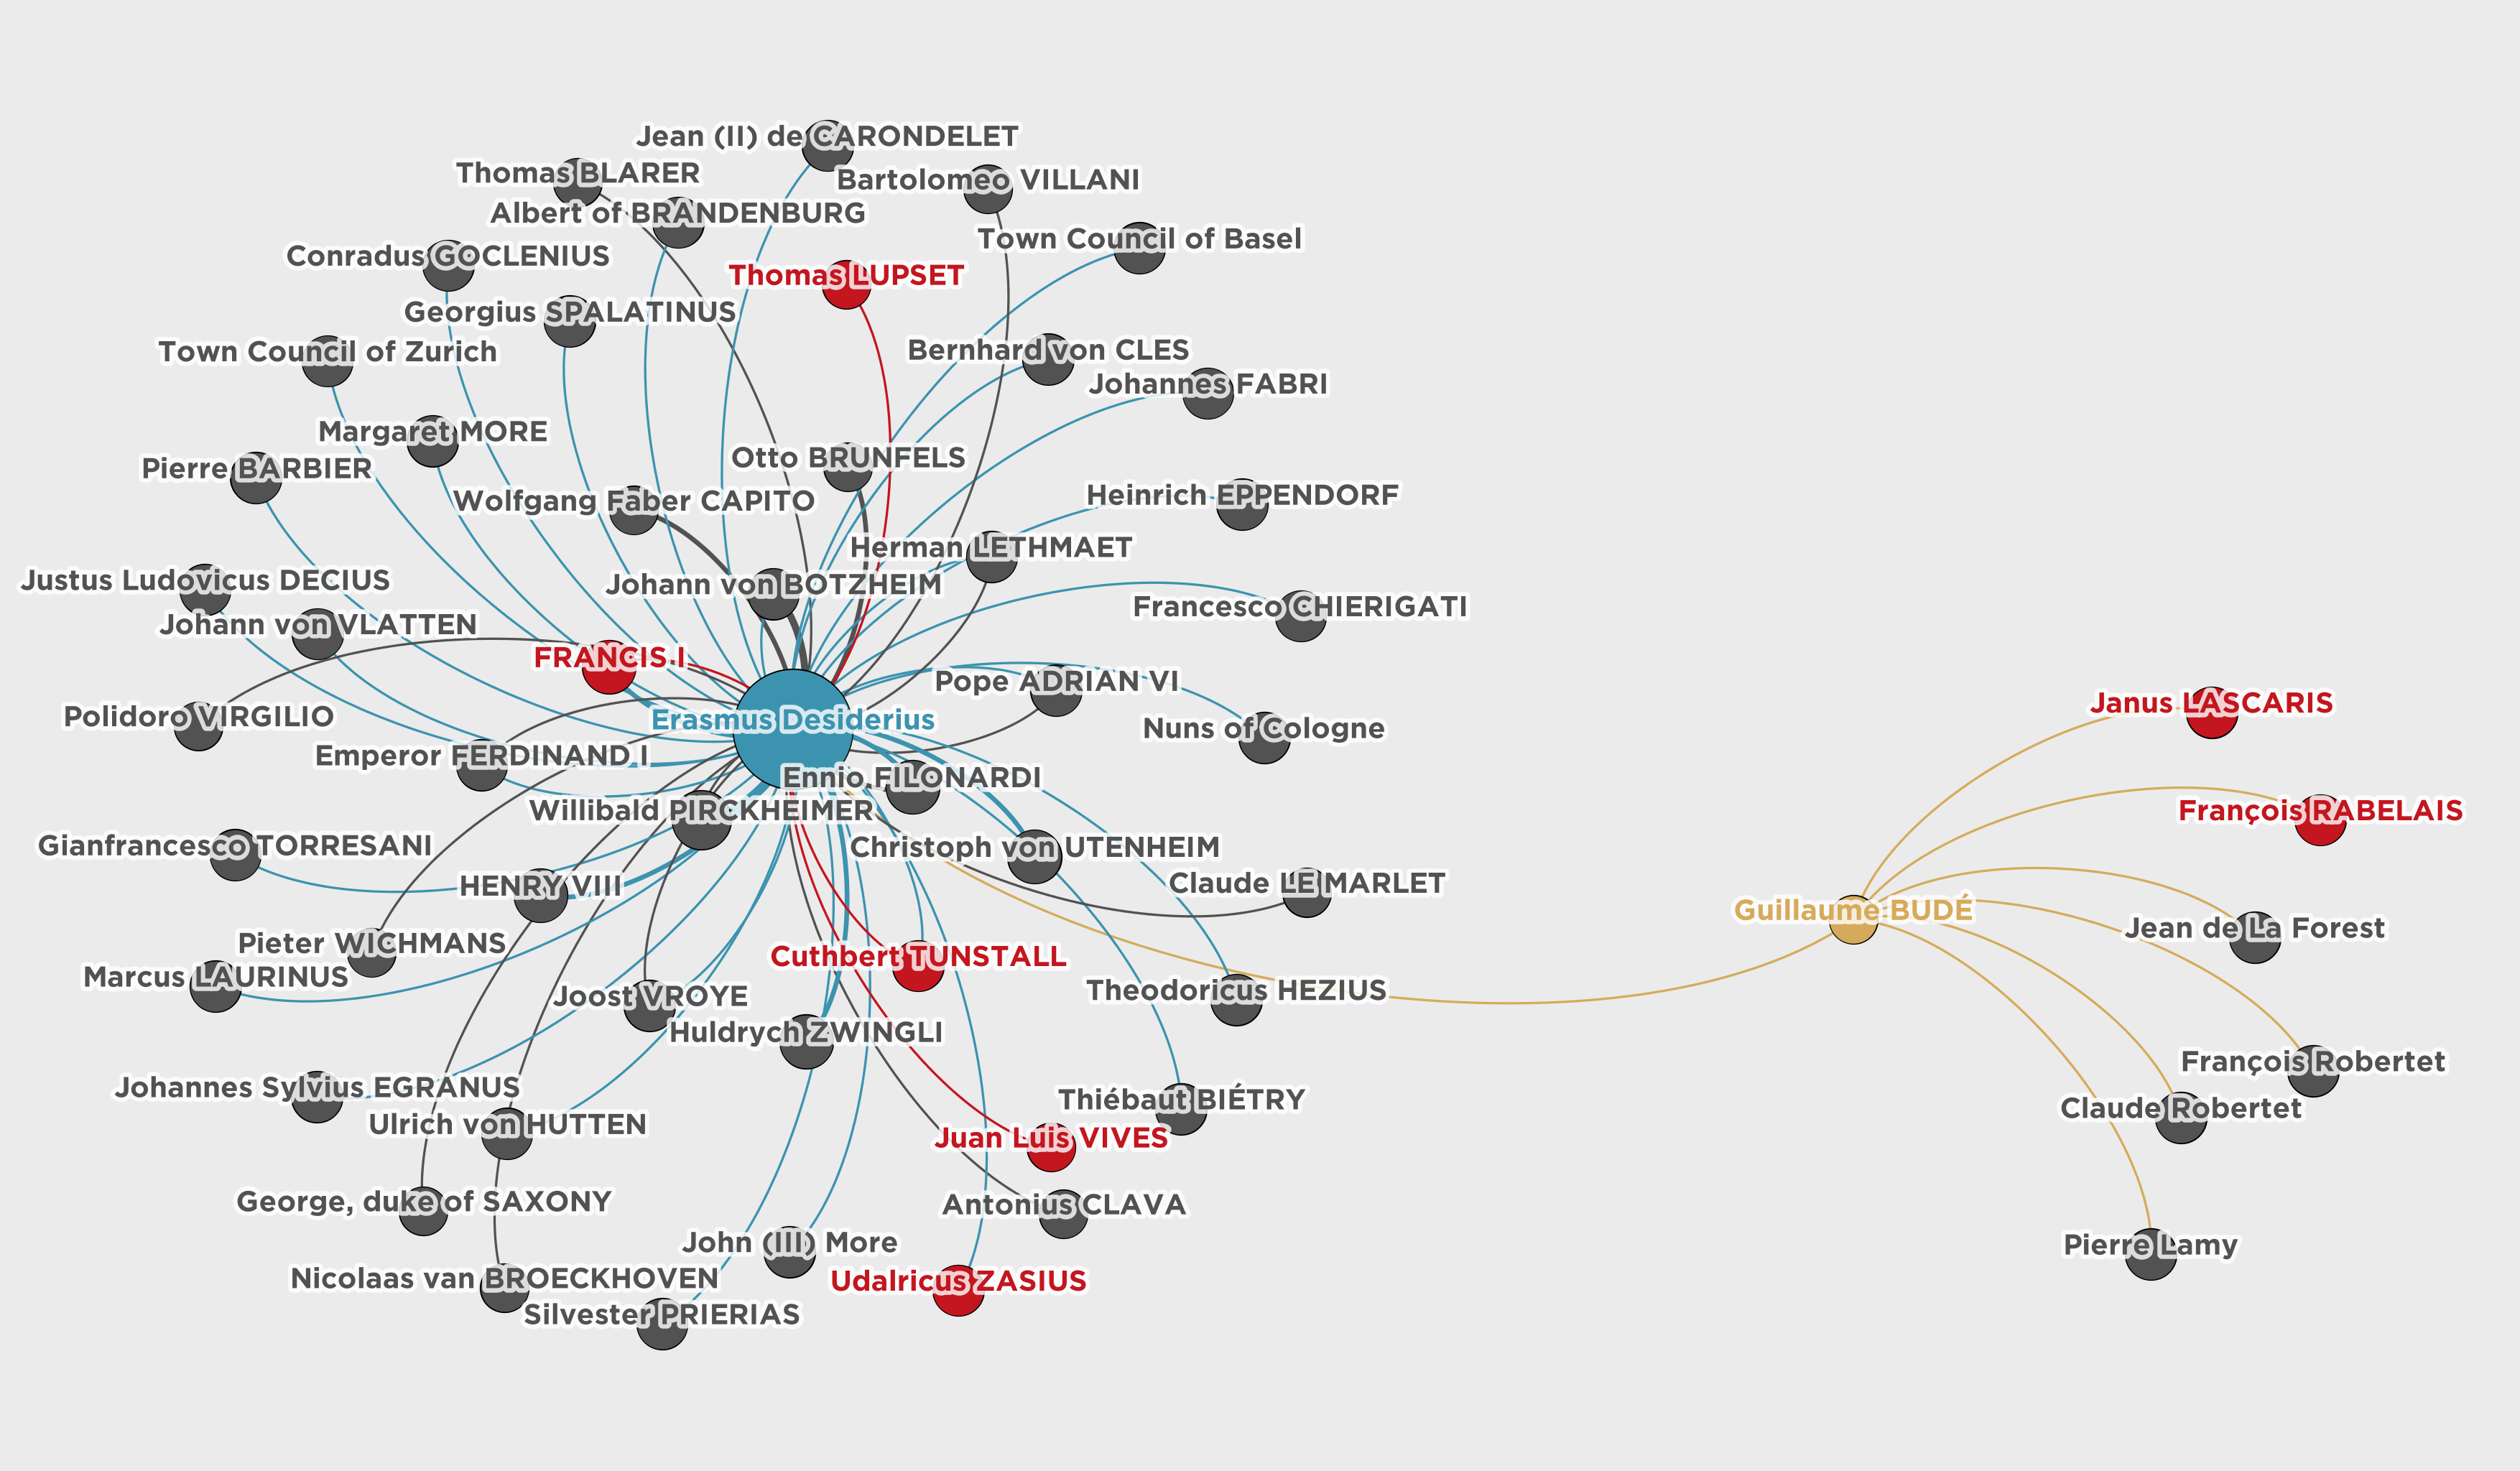 Jean (II) de CARONDELET
Thomas BLARER
Bartolomeo VILLANI
Albert of BRANDENBURG
Town Council of Basel
Conradus GOCLENIUS
Thomas LUPSET
Georgius SPALATINUS
Town Council of Zurich
Bernhard von CLES
Johannes FABRI
Margaret MORE
Otto BRUNFELS
Pierre BARBIER
Heinrich EPPENDORF
Wolfgang Faber CAPITO
Herman LETHMAET
Justus Ludovicus DECIUS
Johann von BOTZHEIM
Francesco CHIERIGATI
Johann von VLATTEN
FRANCIS I
Pope ADRIAN VI
Janus LASCARIS
Polidoro VIRGILIO
Erasmus Desiderius
Nuns of Cologne
Emperor FERDINAND I
Ennio FILONARDI
Willibald PIRCKHEIMER
François RABELAIS
Gianfrancesco TORRESANI
Christoph von UTENHEIM
HENRY VIII
Claude LE MARLET
Guillaume BUDÉ
Jean de La Forest
Pieter WICHMANS
Cuthbert TUNSTALL
Marcus LAURINUS
Joost VROYE
Theodoricus HEZIUS
Huldrych ZWINGLI
François Robertet
Johannes Sylvius EGRANUS
Thiébaut BIÉTRY
Claude Robertet
Ulrich von HUTTEN
Juan Luis VIVES
George, duke of SAXONY
Antonius CLAVA
John (III) More
Pierre Lamy
Nicolaas van BROECKHOVEN
Udalricus ZASIUS
Silvester PRIERIAS